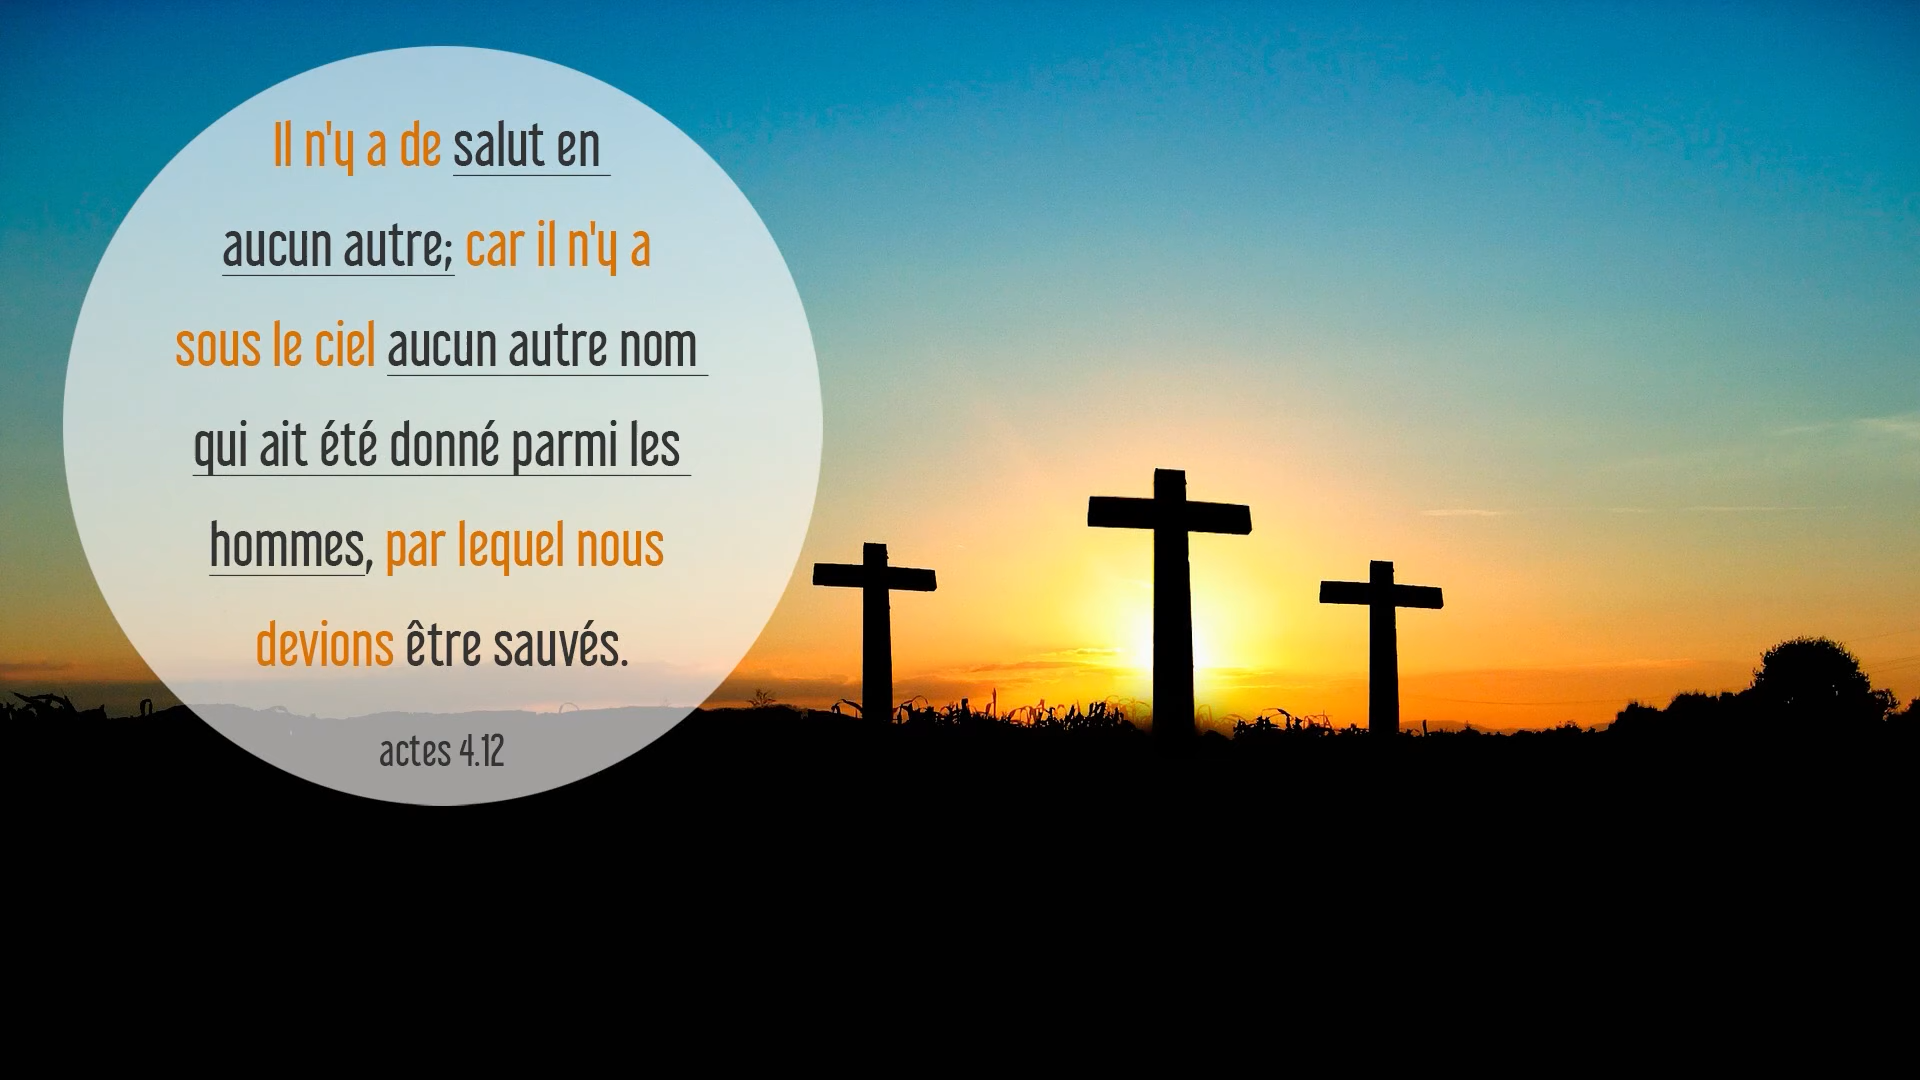 Il n'y a de salut en
aucun autre; car il n'y a
sous le ciel aucun autre nom
qui ait été donné parmi les
hommes, par lequel nous
devions être sauvés.
actes 4.12